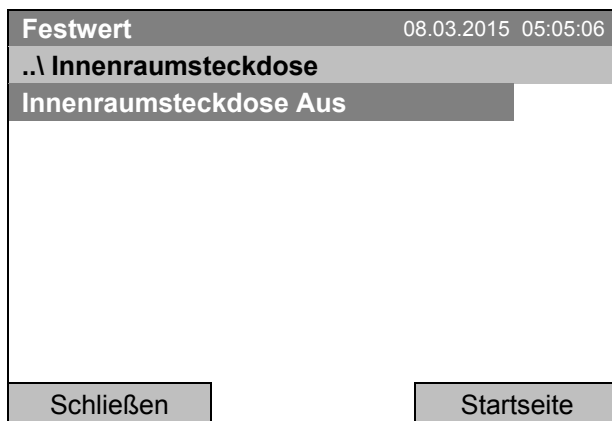 Festwert 08.03.2015 05:05:06
..\ Innenraumsteckdose
Innenraumsteckdose Aus
Schließen Startseite